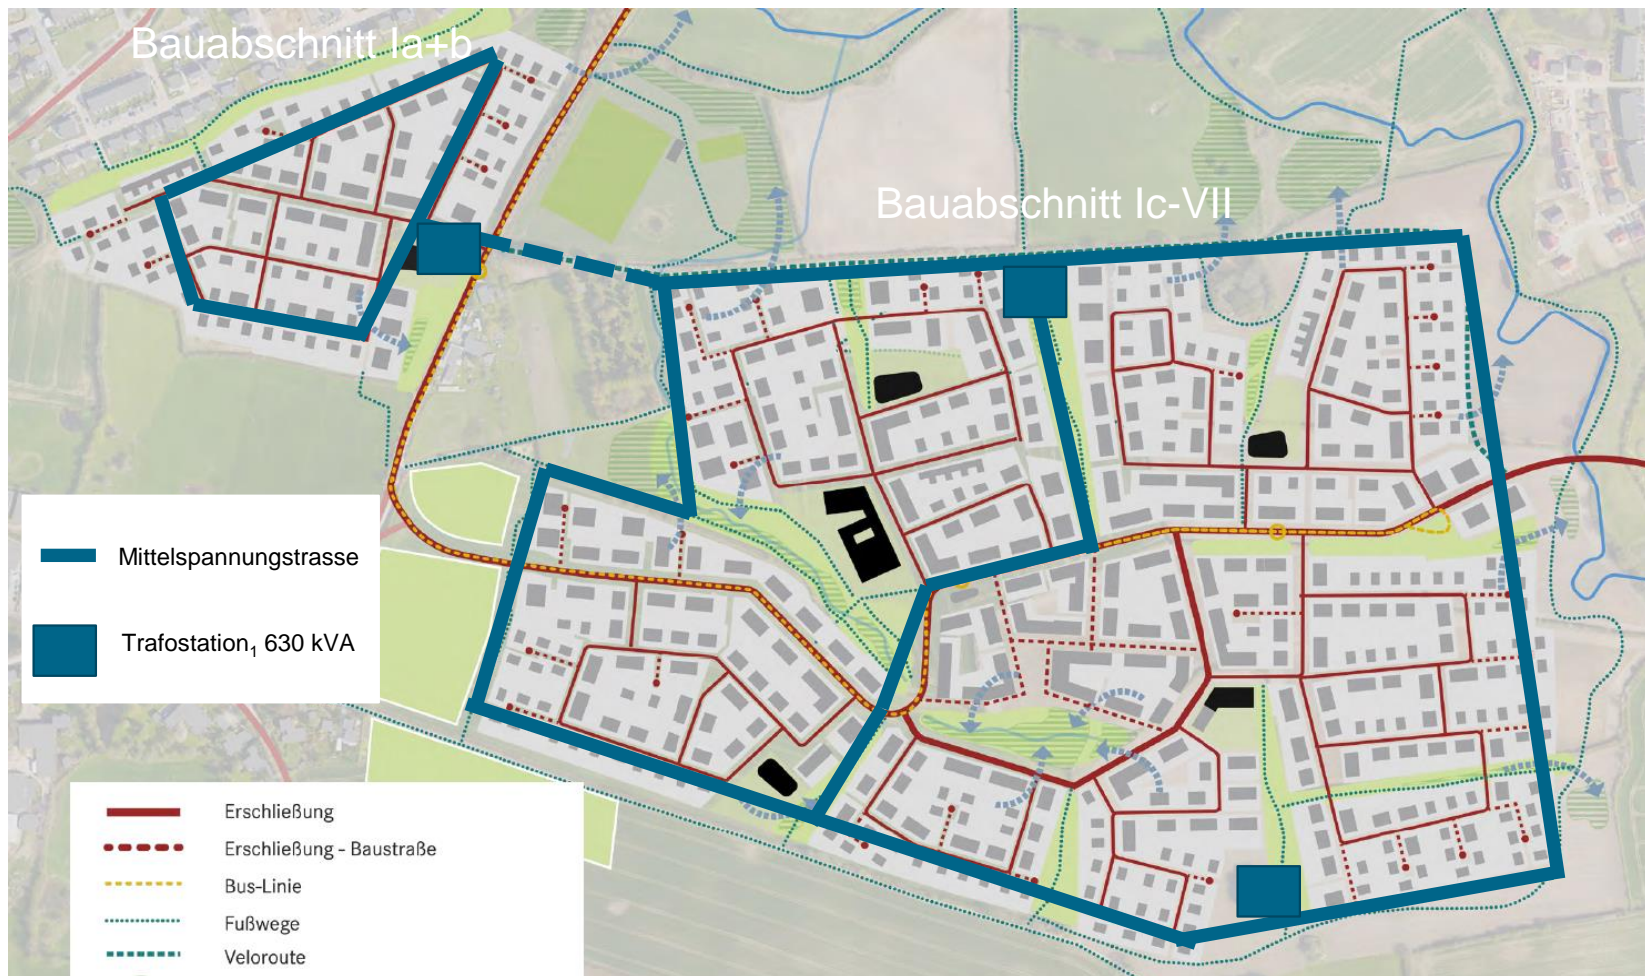 Bauabschnitt Ia+b
Bauabschnitt Ic-VII
Mittelspannungstrasse
Trafostation₁ 630 kVA
Erschließung
Erschließung - Baustraße
Bus-Linie
Fußwege
Veloroute